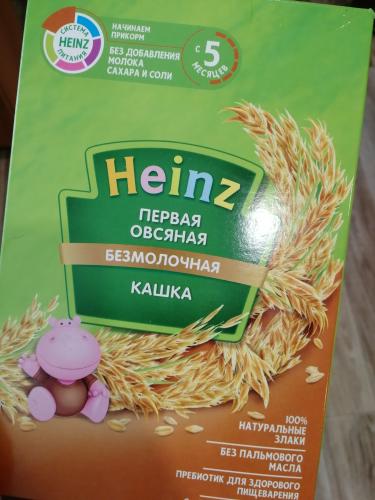 СИСТЕМА
HEINZ
ПИТАНИЯ
НАЧИНАЕМ
ПРИКОРМ
БЕЗ ДОБАВЛЕНИЯ
МОЛОКА
САХАРА И СОЛИ
С 5
МЕСЯЦЕВ
Heinz
ПЕРВАЯ
ОВСЯНАЯ
БЕЗМОЛОЧНАЯ
КАШКА
100%
НАТУРАЛЬНЫЕ
ЗЛАКИ
БЕЗ ПАЛЬМОВОГО
МАСЛА
ПРЕБИОТИК ДЛЯ ЗДОРОВОГО
ПИЩЕВАРЕНИЯ